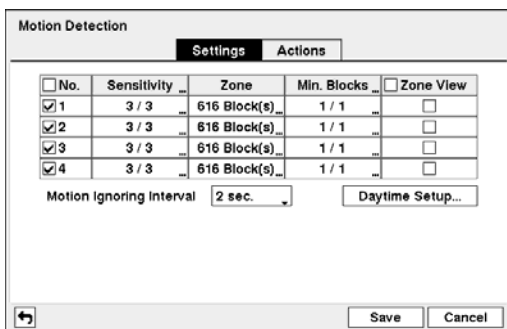 Motion Detection
Settings Actions
No. Sensitivity ... Zone Min. Blocks ... Zone View
1 3 / 3 ... 616 Block(s)... 1 / 1 ...
2 3 / 3 ... 616 Block(s)... 1 / 1 ...
3 3 / 3 ... 616 Block(s)... 1 / 1 ...
4 3 / 3 ... 616 Block(s)... 1 / 1 ...
Motion Ignoring Interval 2 sec. Daytime Setup...
Save Cancel